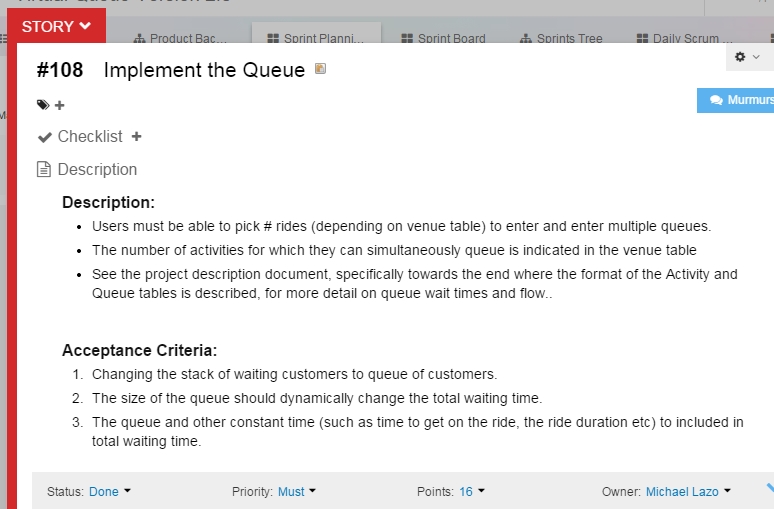 STORY
Product Bac...
Sprint Planni...
Sprint Board
Sprints Tree
Daily Scrum ...
#108 Implement the Queue
Murmurs
Checklist
Description
Description:
Users must be able to pick # rides (depending on venue table) to enter and enter multiple queues.
The number of activities for which they can simultaneously queue is indicated in the venue table
See the project description document, specifically towards the end where the format of the Activity and
Queue tables is described, for more detail on queue wait times and flow..
Acceptance Criteria:
1. Changing the stack of waiting customers to queue of customers.
2. The size of the queue should dynamically change the total waiting time.
3. The queue and other constant time (such as time to get on the ride, the ride duration etc) to included in
total waiting time.
Status: Done Priority: Must Points: 16 Owner: Michael Lazo